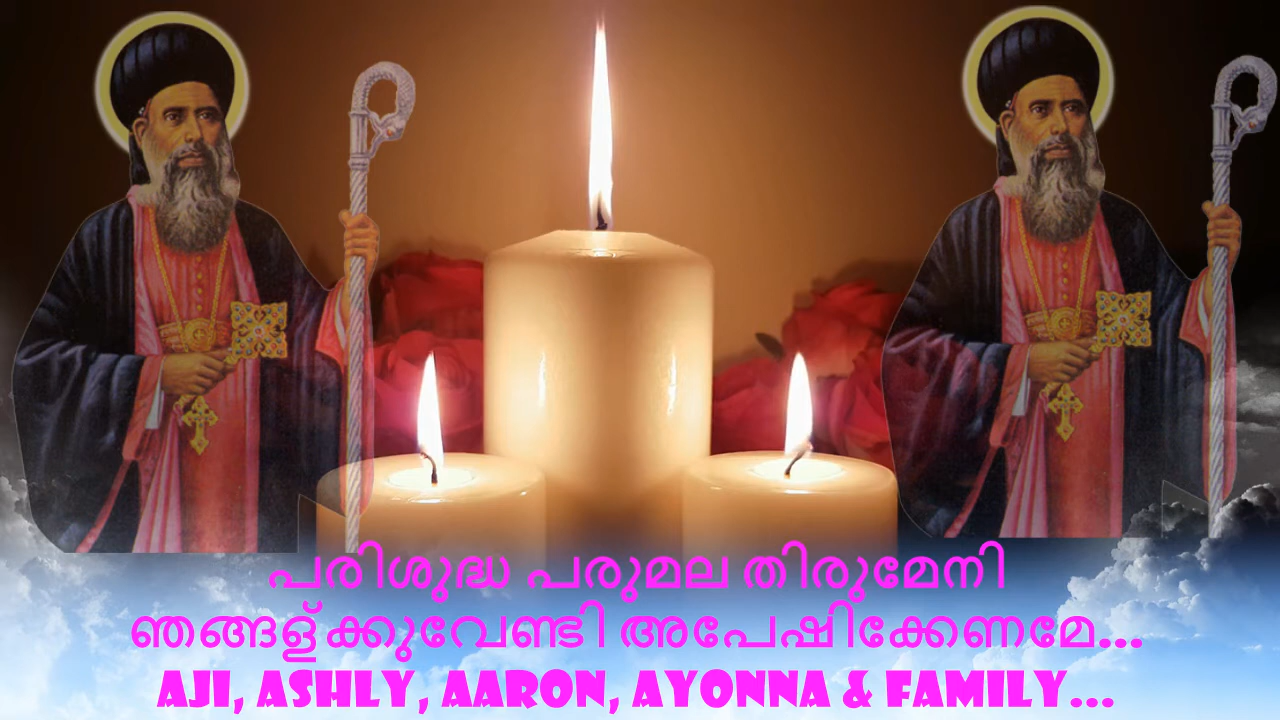 പരിശുദ്ധ പരുമല തിരുമേനി
ഞങ്ങള്ക്കുവേണ്ടി അപേഷിക്കേണമേ...
AJI, ASHLY, AARON, AYONNA & FAMILY...